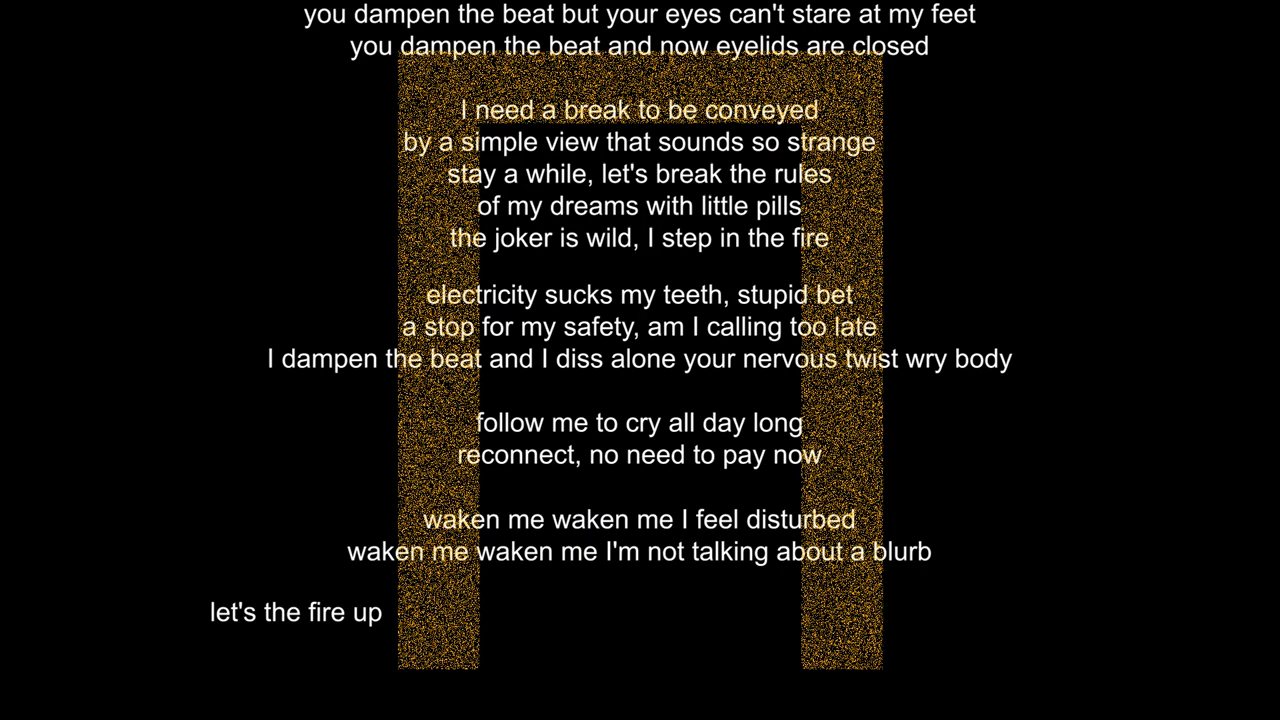 you dampen the beat but your eyes can't stare at my feet
you dampen the beat and now eyelids are closed
I need a break to be conveyed
by a simple view that sounds so strange
stay a while, let's break the rules
of my dreams with little pills
the joker is wild, I step in the fire
electricity sucks my teeth, stupid bet
a stop for my safety, am I calling too late
I dampen the beat and I diss alone your nervous twist wry body
follow me to cry all day long
reconnect, no need to pay now
waken me waken me I feel disturbed
waken me waken me I'm not talking about a blurb
let's the fire up